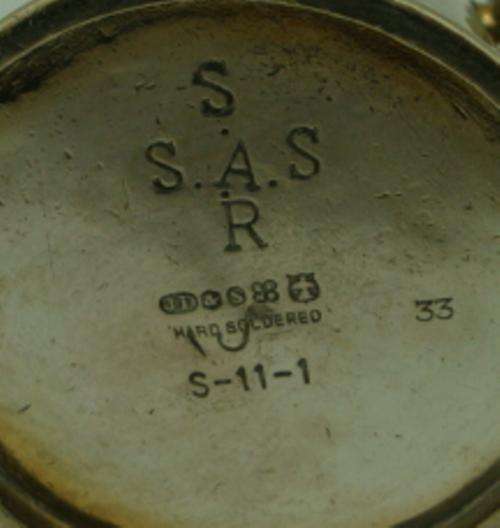 S
S.A.S
R
HARD SOLDERED
33
S-11-1